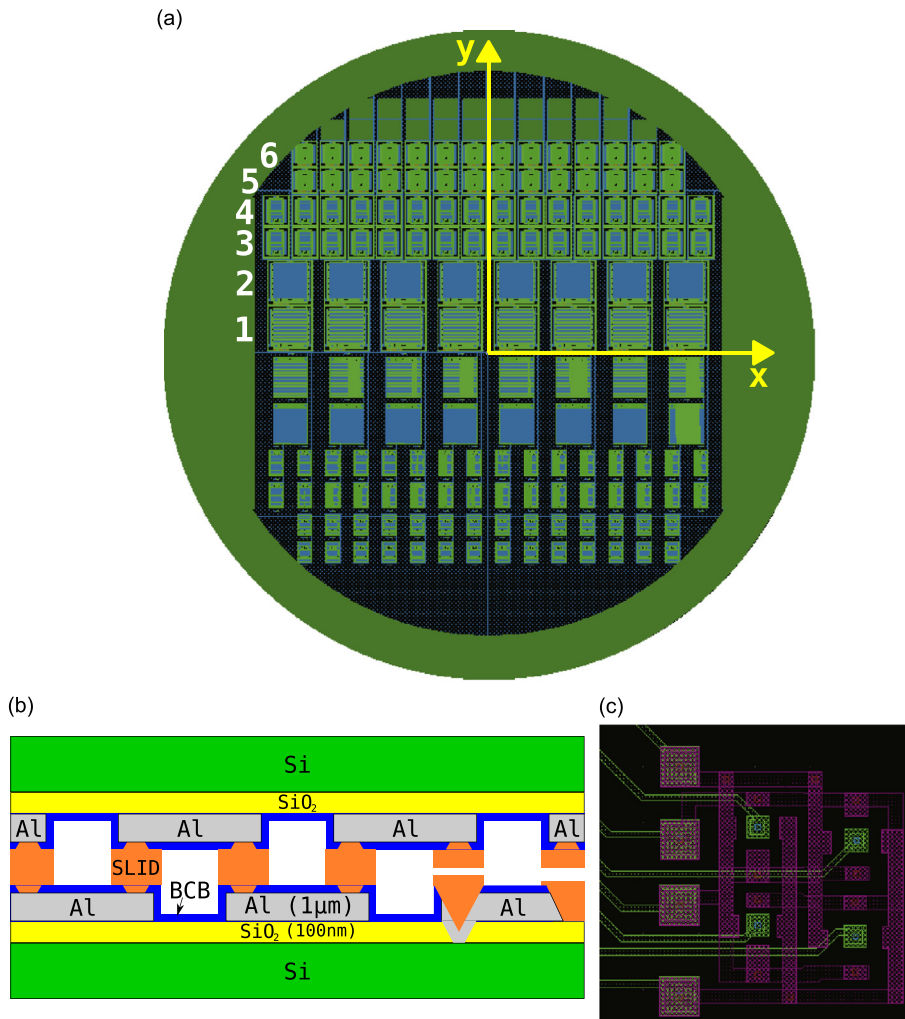 (a)
y
6
5
4
3
2
1
x
(b)
(c)
Si
SiO₂
Al Al Al Al
SLID
BCB
Al Al (1μm) Al
SiO₂ (100nm)
Si